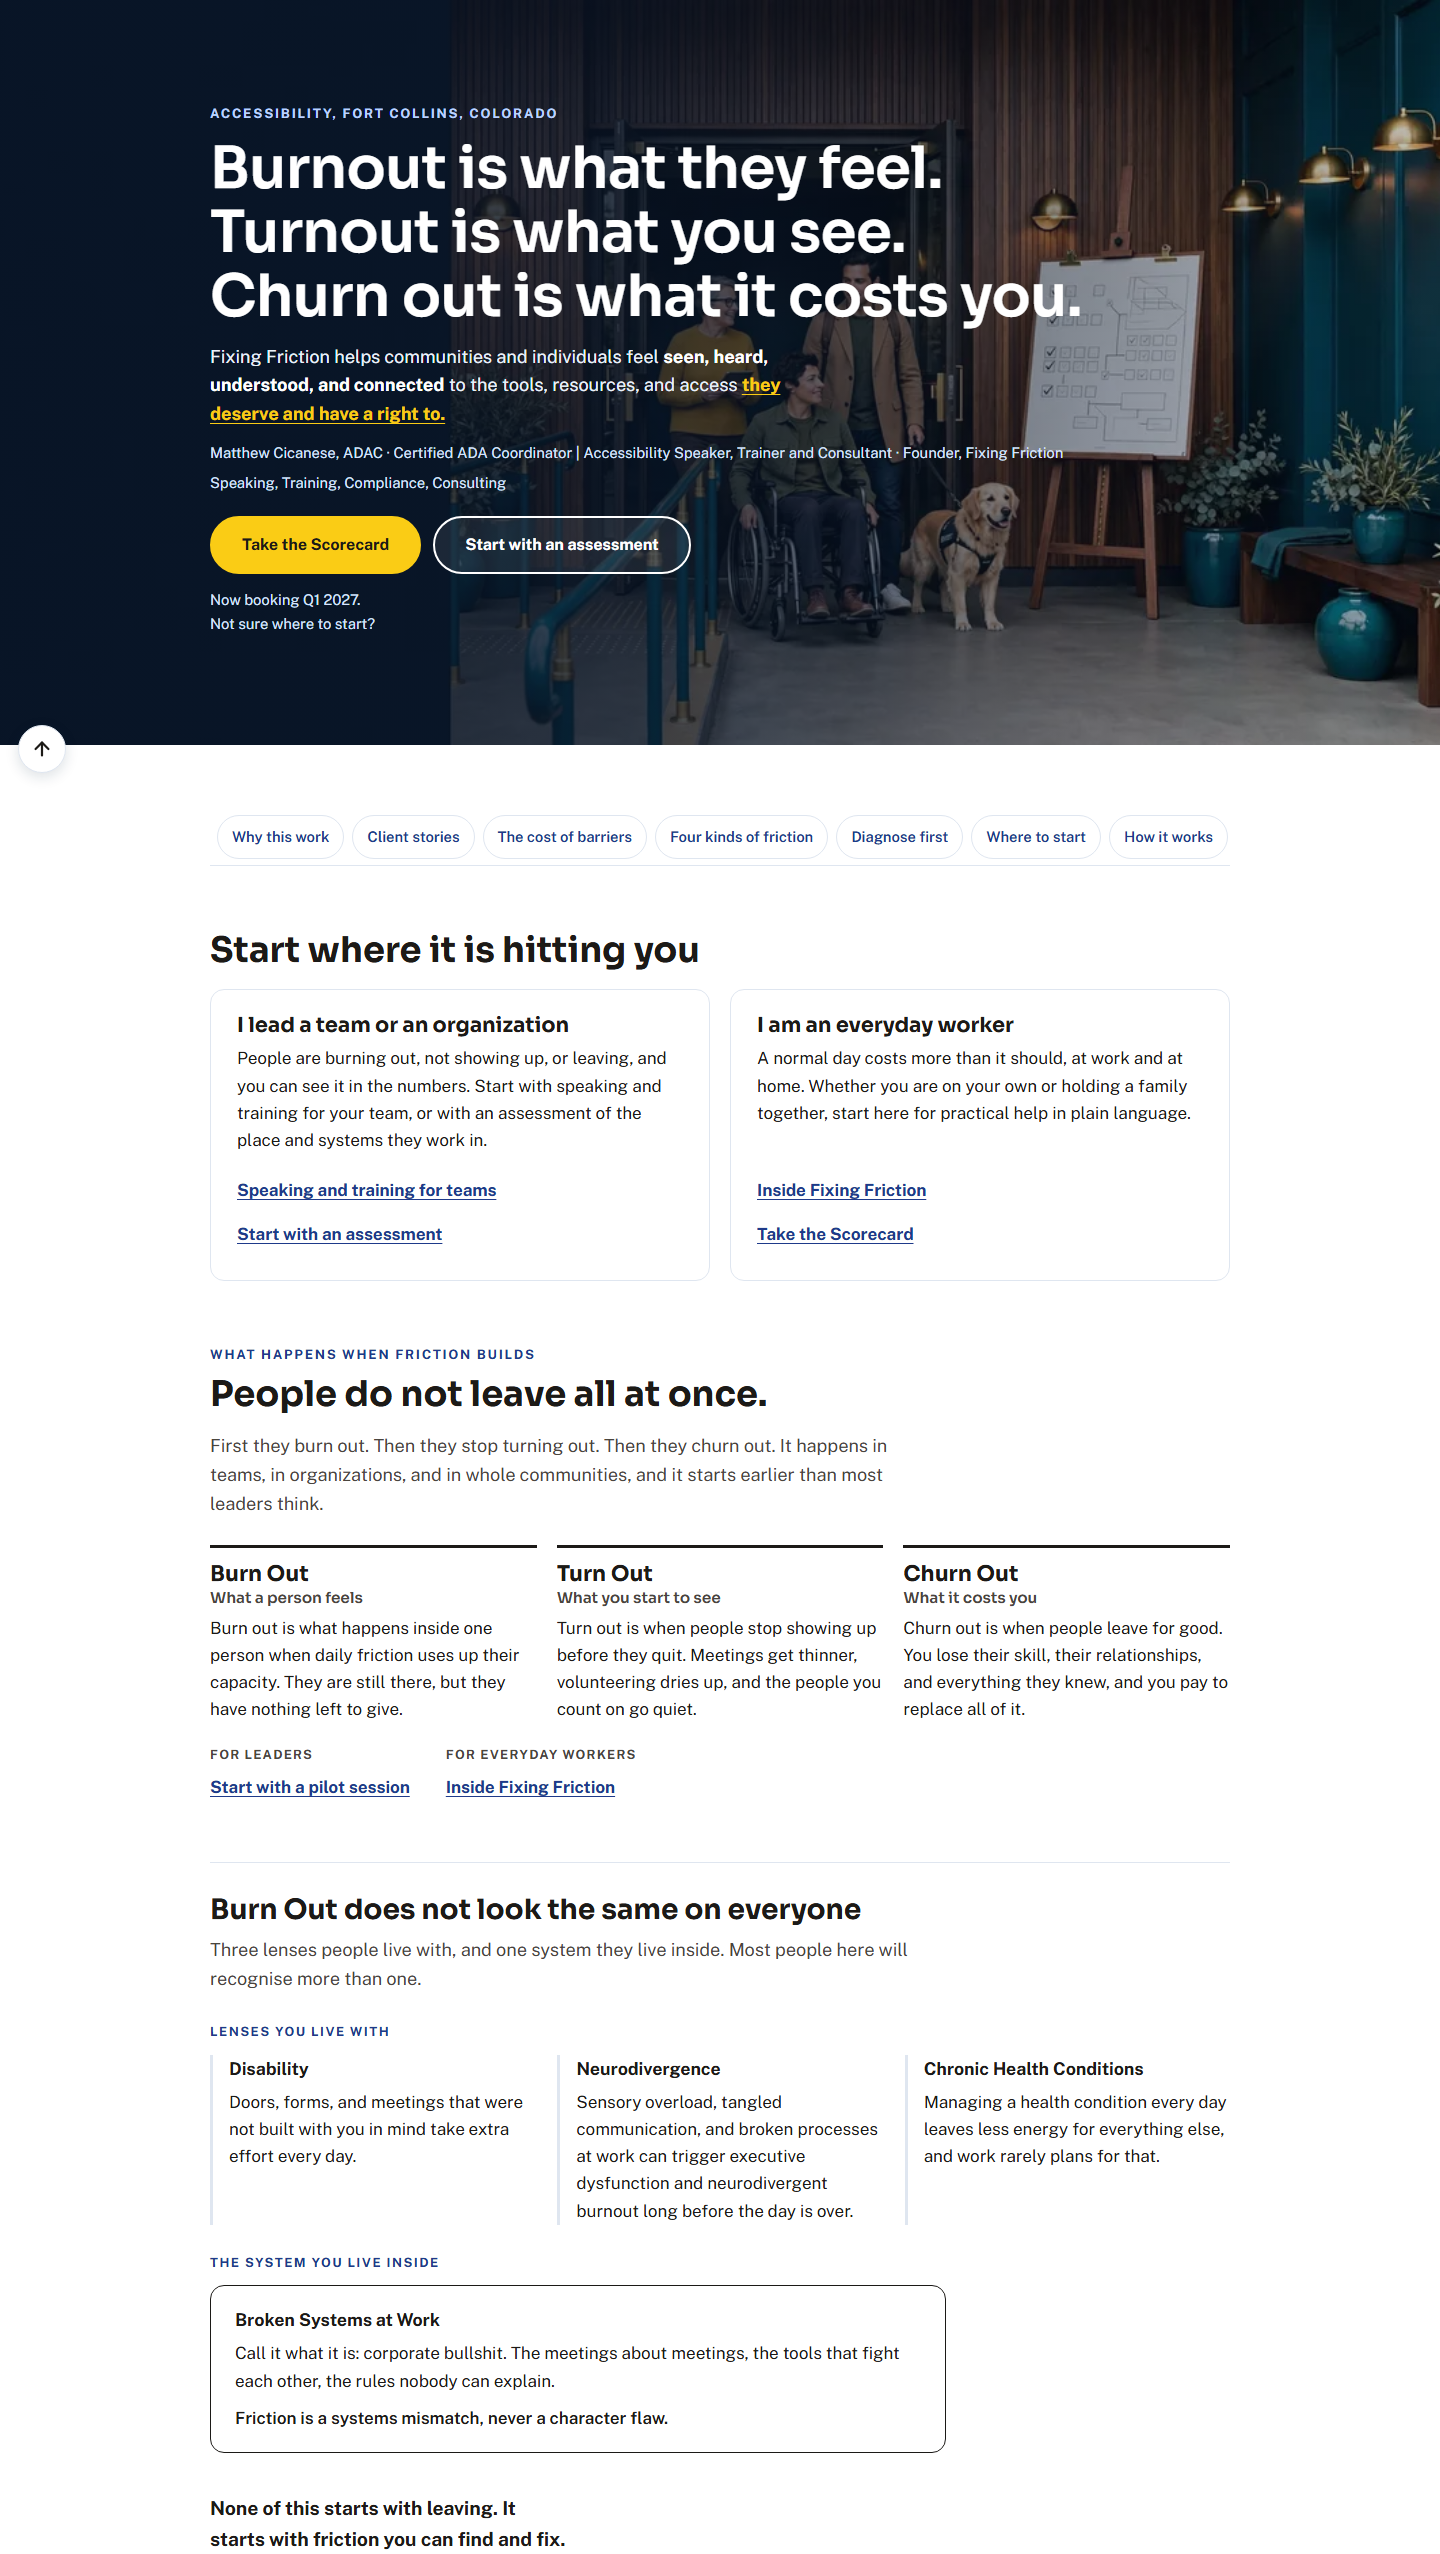 ACCESSIBILITY, FORT COLLINS, COLORADO
Burnout is what they feel.
Turnout is what you see.
Churn out is what it costs you.
Fixing Friction helps communities and individuals feel seen, heard,
understood, and connected to the tools, resources, and access they
deserve and have a right to.
Matthew Cicanese, ADAC · Certified ADA Coordinator | Accessibility Speaker, Trainer and Consultant · Founder, Fixing Friction
Speaking, Training, Compliance, Consulting
Take the Scorecard
Start with an assessment
Now booking Q1 2027.
Not sure where to start?
Why this work
Client stories
The cost of barriers
Four kinds of friction
Diagnose first
Where to start
How it works
Start where it is hitting you
I lead a team or an organization
People are burning out, not showing up, or leaving, and
you can see it in the numbers. Start with speaking and
training for your team, or with an assessment of the
place and systems they work in.
Speaking and training for teams
Start with an assessment
I am an everyday worker
A normal day costs more than it should, at work and at
home. Whether you are on your own or holding a family
together, start here for practical help in plain language.
Inside Fixing Friction
Take the Scorecard
WHAT HAPPENS WHEN FRICTION BUILDS
People do not leave all at once.
First they burn out. Then they stop turning out. Then they churn out. It happens in
teams, in organizations, and in whole communities, and it starts earlier than most
leaders think.
Burn Out
What a person feels
Burn out is what happens inside one
person when daily friction uses up their
capacity. They are still there, but they
have nothing left to give.
Turn Out
What you start to see
Turn out is when people stop showing up
before they quit. Meetings get thinner,
volunteering dries up, and the people you
count on go quiet.
Churn Out
What it costs you
Churn out is when people leave for good.
You lose their skill, their relationships,
and everything they knew, and you pay to
replace all of it.
FOR LEADERS
Start with a pilot session
FOR EVERYDAY WORKERS
Inside Fixing Friction
Burn Out does not look the same on everyone
Three lenses people live with, and one system they live inside. Most people here will
recognise more than one.
LENSES YOU LIVE WITH
Disability
Doors, forms, and meetings that were
not built with you in mind take extra
effort every day.
Neurodivergence
Sensory overload, tangled
communication, and broken processes
at work can trigger executive
dysfunction and neurodivergent
burnout long before the day is over.
Chronic Health Conditions
Managing a health condition every day
leaves less energy for everything else,
and work rarely plans for that.
THE SYSTEM YOU LIVE INSIDE
Broken Systems at Work
Call it what it is: corporate bullshit. The meetings about meetings, the tools that fight
each other, the rules nobody can explain.
Friction is a systems mismatch, never a character flaw.
None of this starts with leaving. It
starts with friction you can find and fix.